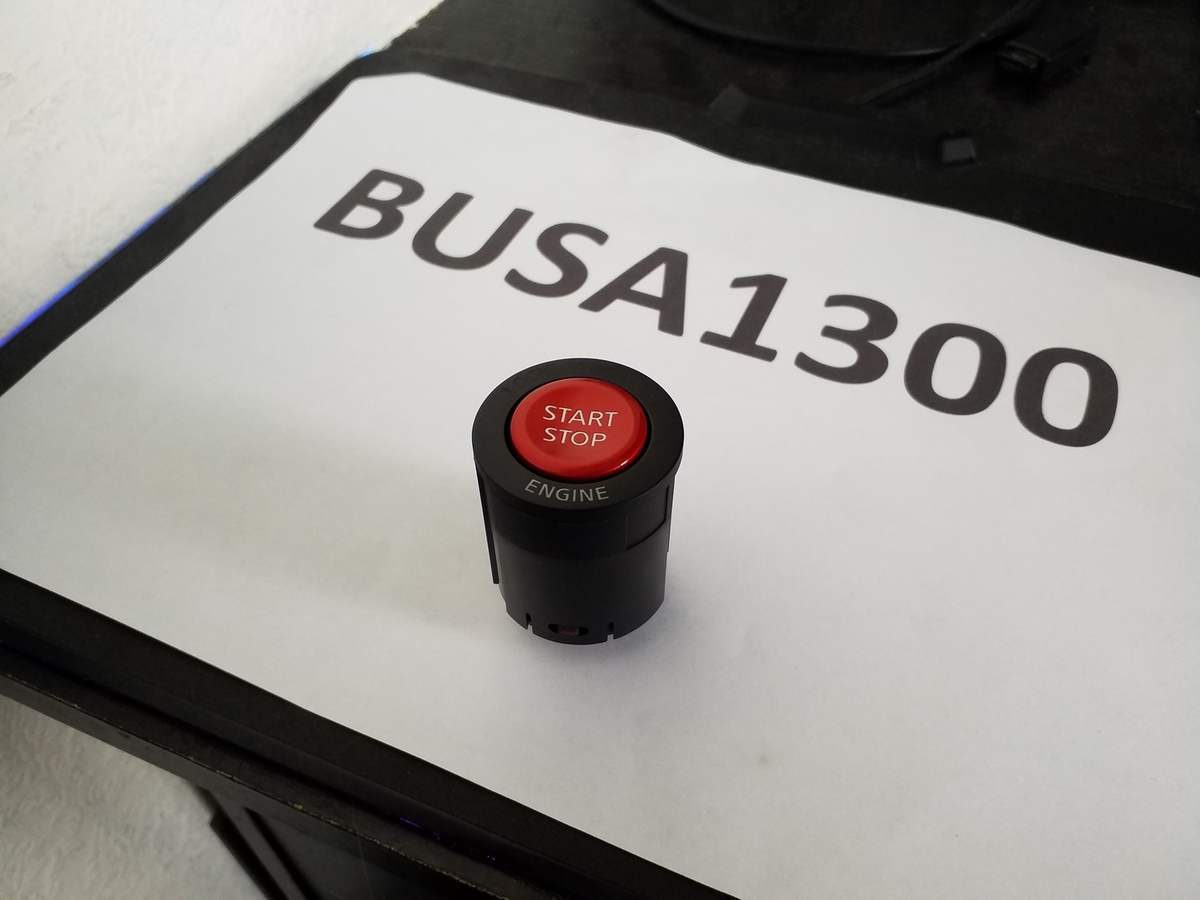 BUSA1300
START
STOP
ENGINE